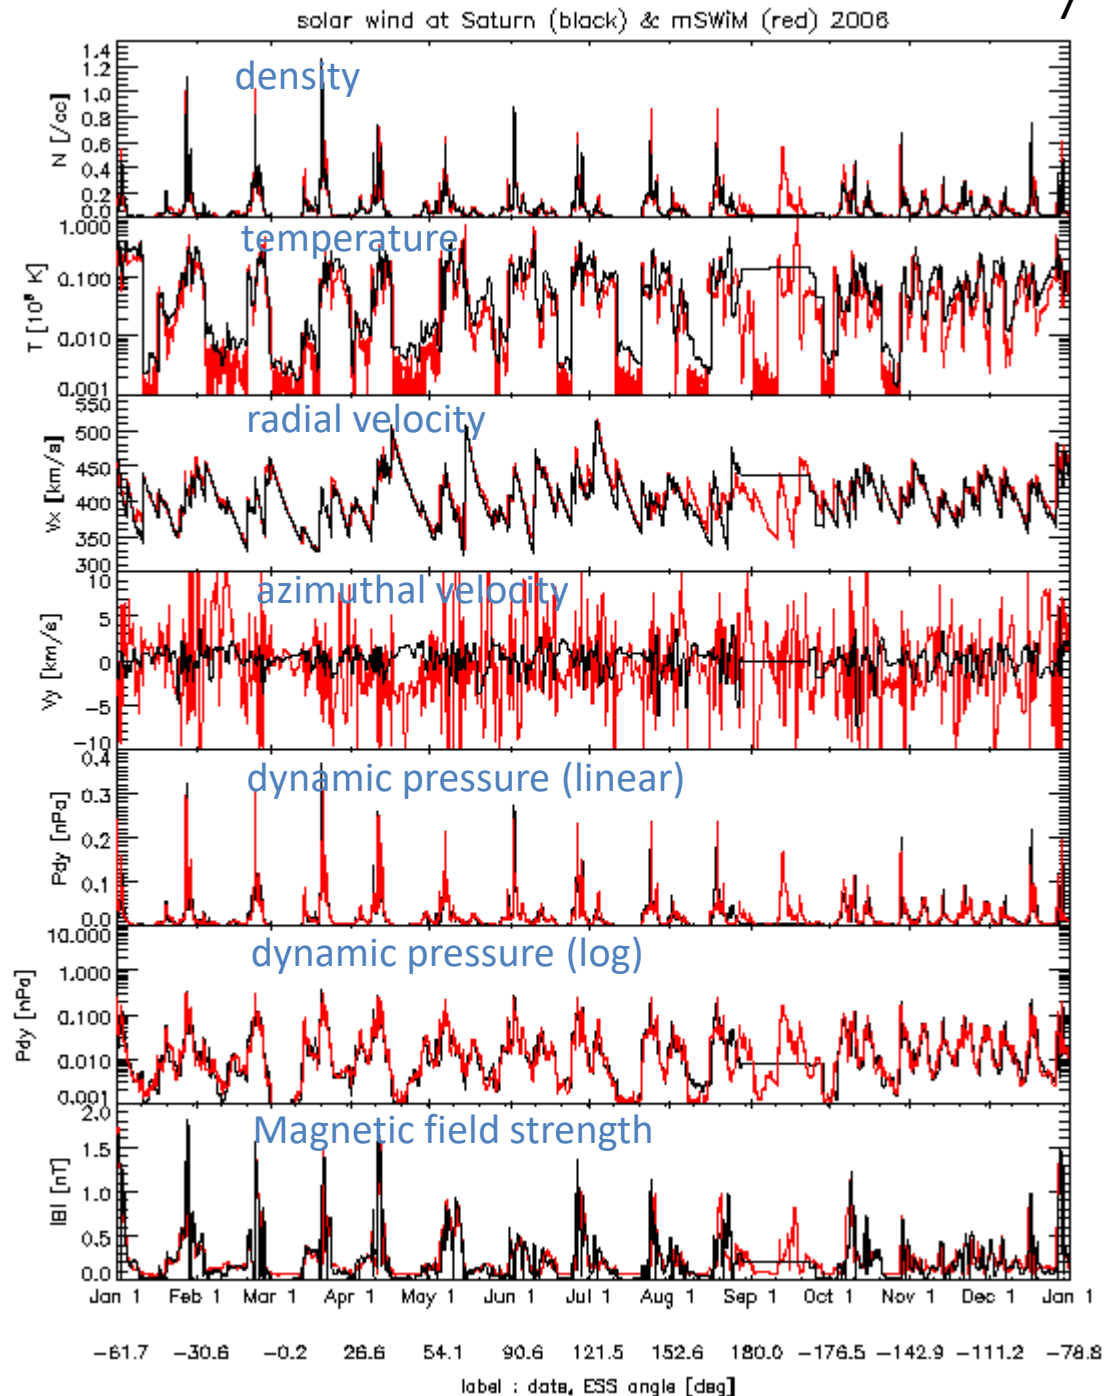 7
solar wind at Saturn (black) & mSWiM (red) 2006
density
N [/cc]
1.4
1.2
1.0
0.8
0.6
0.4
0.2
0.0
temperature
T [10⁶ K]
1.000
0.100
0.010
0.001
radial velocity
Vx [km/s]
550
500
450
400
350
300
azimuthal velocity
Vy [km/s]
10
5
0
-5
-10
dynamic pressure (linear)
Pdy [nPa]
0.4
0.3
0.2
0.1
0.0
dynamic pressure (log)
Pdy [nPa]
10.000
1.000
0.100
0.010
0.001
Magnetic field strength
|B| [nT]
2.0
1.5
1.0
0.5
0.0
Jan 1 Feb 1 Mar 1 Apr 1 May 1 Jun 1 Jul 1 Aug 1 Sep 1 Oct 1 Nov 1 Dec 1 Jan 1
-61.7 -30.6 -0.2 26.6 54.1 90.6 121.5 152.6 180.0 -176.5 -142.9 -111.2 -78.8
label : date, ESS angle [deg]